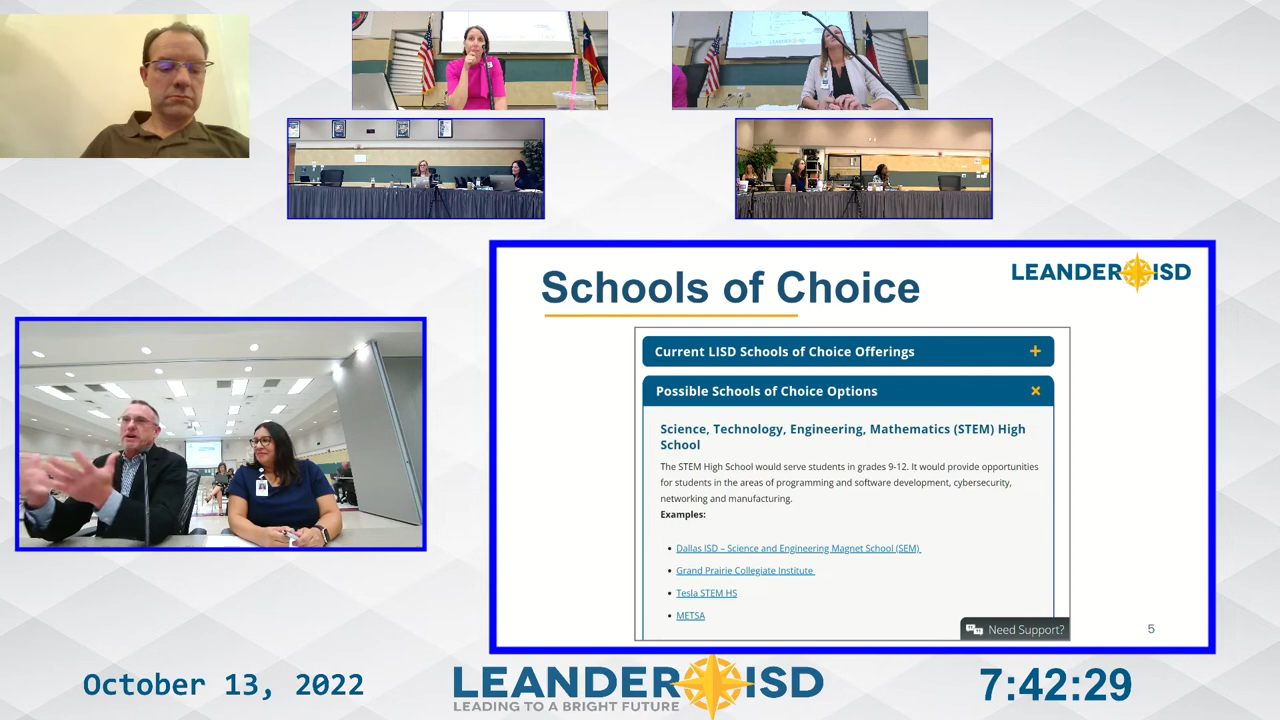 Schools of Choice
LEANDER ISD
Current LISD Schools of Choice Offerings
Possible Schools of Choice Options
Science, Technology, Engineering, Mathematics (STEM) High
School
The STEM High School would serve students in grades 9-12. It would provide opportunities
for students in the areas of programming and software development, cybersecurity,
networking and manufacturing.
Examples:
Dallas ISD – Science and Engineering Magnet School (SEM)
Grand Prairie Collegiate Institute
Tesla STEM HS
METSA
Need Support?
5
October 13, 2022
LEANDER ISD
LEADING TO A BRIGHT FUTURE
7:42:29